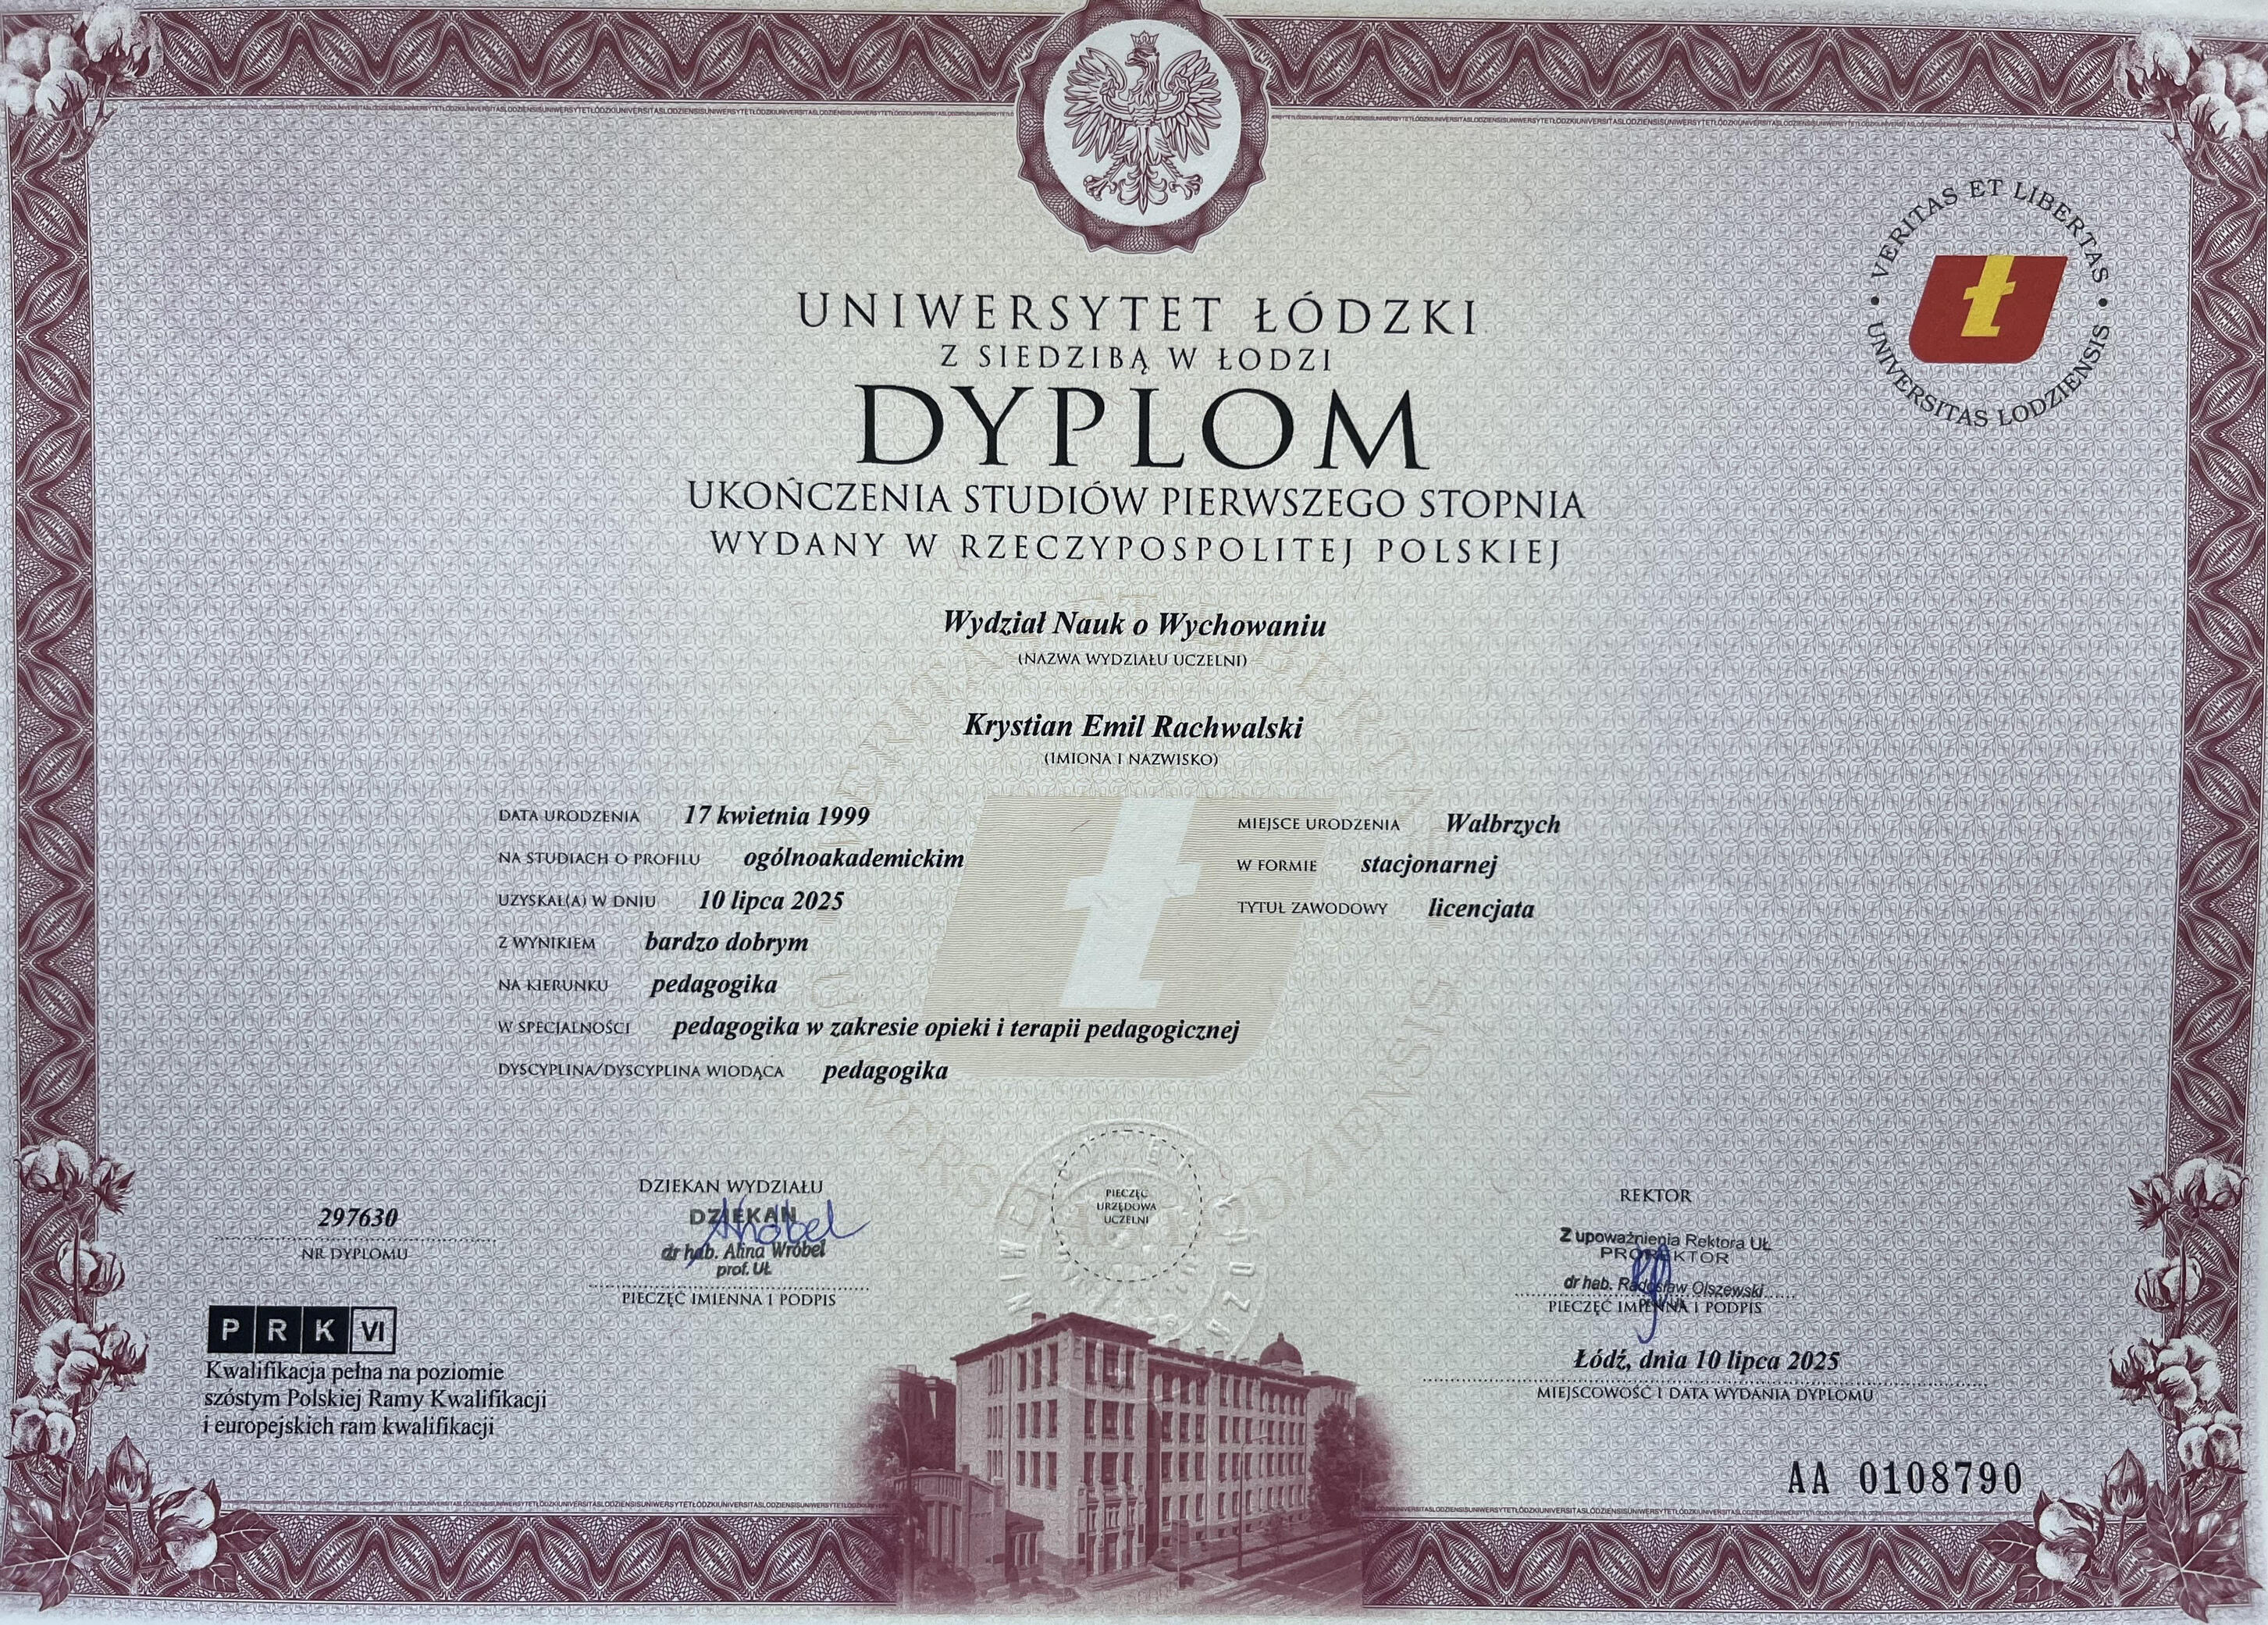 VERITAS ET LIBERTAS
ł
UNIVERSITAS LODZIENSIS
UNIWERSYTET ŁÓDZKI
Z SIEDZIBĄ W ŁODZI
DYPLOM
UKOŃCZENIA STUDIÓW PIERWSZEGO STOPNIA
WYDANY W RZECZYPOSPOLITEJ POLSKIEJ
Wydział Nauk o Wychowaniu
(NAZWA WYDZIAŁU UCZELNI)
Krystian Emil Rachwalski
(IMIONA I NAZWISKO)
DATA URODZENIA 17 kwietnia 1999 MIEJSCE URODZENIA Wałbrzych
NA STUDIACH O PROFILU ogólnoakademickim W FORMIE stacjonarnej
UZYSKAŁ(A) W DNIU 10 lipca 2025 TYTUŁ ZAWODOWY licencjata
Z WYNIKIEM bardzo dobrym
NA KIERUNKU pedagogika
W SPECJALNOŚCI pedagogika w zakresie opieki i terapii pedagogicznej
DYSCYPLINA/DYSCYPLINA WIODĄCA pedagogika
297630
NR DYPLOMU
DZIEKAN WYDZIAŁU
DZIEKAN
dr hab. Alina Wróbel
prof. UŁ
PIECZĘĆ IMIENNA I PODPIS
PIECZĘĆ
URZĘDOWA
UCZELNI
REKTOR
Z upoważnienia Rektora UŁ
PROREKTOR
dr hab. Radosław Olszewski
PIECZĘĆ IMIENNA I PODPIS
Łódź, dnia 10 lipca 2025
MIEJSCOWOŚĆ I DATA WYDANIA DYPLOMU
PRK VI
Kwalifikacja pełna na poziomie
szóstym Polskiej Ramy Kwalifikacji
i europejskich ram kwalifikacji
AA 0108790